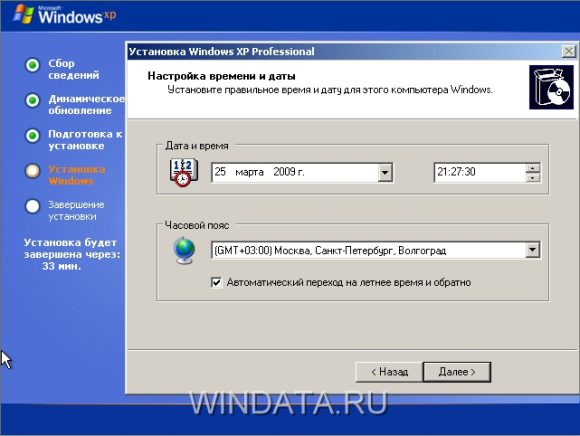 Microsoft
Windows xp
Сбор
сведений
Динамическое
обновление
Подготовка к
установке
Установка
Windows
Завершение
установки
Установка будет
завершена через:
33 мин.
Установка Windows XP Professional
Настройка времени и даты
Установите правильное время и дату для этого компьютера Windows.
Дата и время
25 марта 2009 г.
21:27:30
Часовой пояс
(GMT+03:00) Москва, Санкт-Петербург, Волгоград
Автоматический переход на летнее время и обратно
< Назад
Далее >
WINDATA.RU